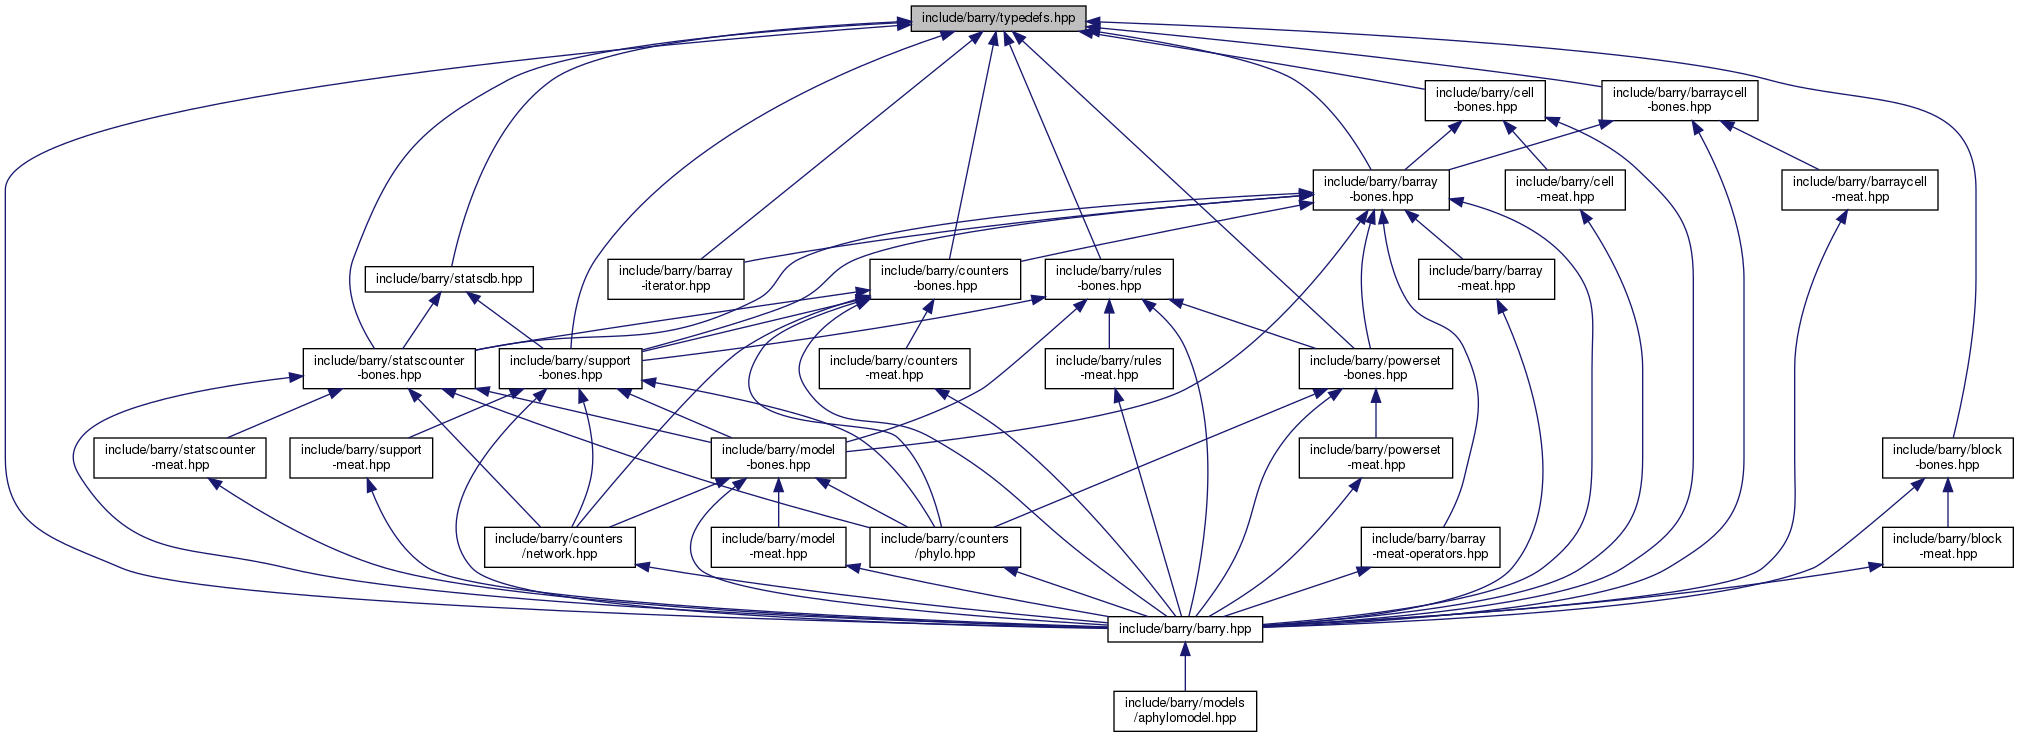 include/barry/typedefs.hpp
include/barry/cell
-bones.hpp
include/barry/barraycell
-bones.hpp
include/barry/barray
-bones.hpp
include/barry/cell
-meat.hpp
include/barry/barraycell
-meat.hpp
include/barry/statsdb.hpp
include/barry/barray
-iterator.hpp
include/barry/counters
-bones.hpp
include/barry/rules
-bones.hpp
include/barry/barray
-meat.hpp
include/barry/statscounter
-bones.hpp
include/barry/support
-bones.hpp
include/barry/counters
-meat.hpp
include/barry/rules
-meat.hpp
include/barry/powerset
-bones.hpp
include/barry/statscounter
-meat.hpp
include/barry/support
-meat.hpp
include/barry/model
-bones.hpp
include/barry/powerset
-meat.hpp
include/barry/block
-bones.hpp
include/barry/counters
/network.hpp
include/barry/model
-meat.hpp
include/barry/counters
/phylo.hpp
include/barry/barray
-meat-operators.hpp
include/barry/block
-meat.hpp
include/barry/barry.hpp
include/barry/models
/aphylomodel.hpp